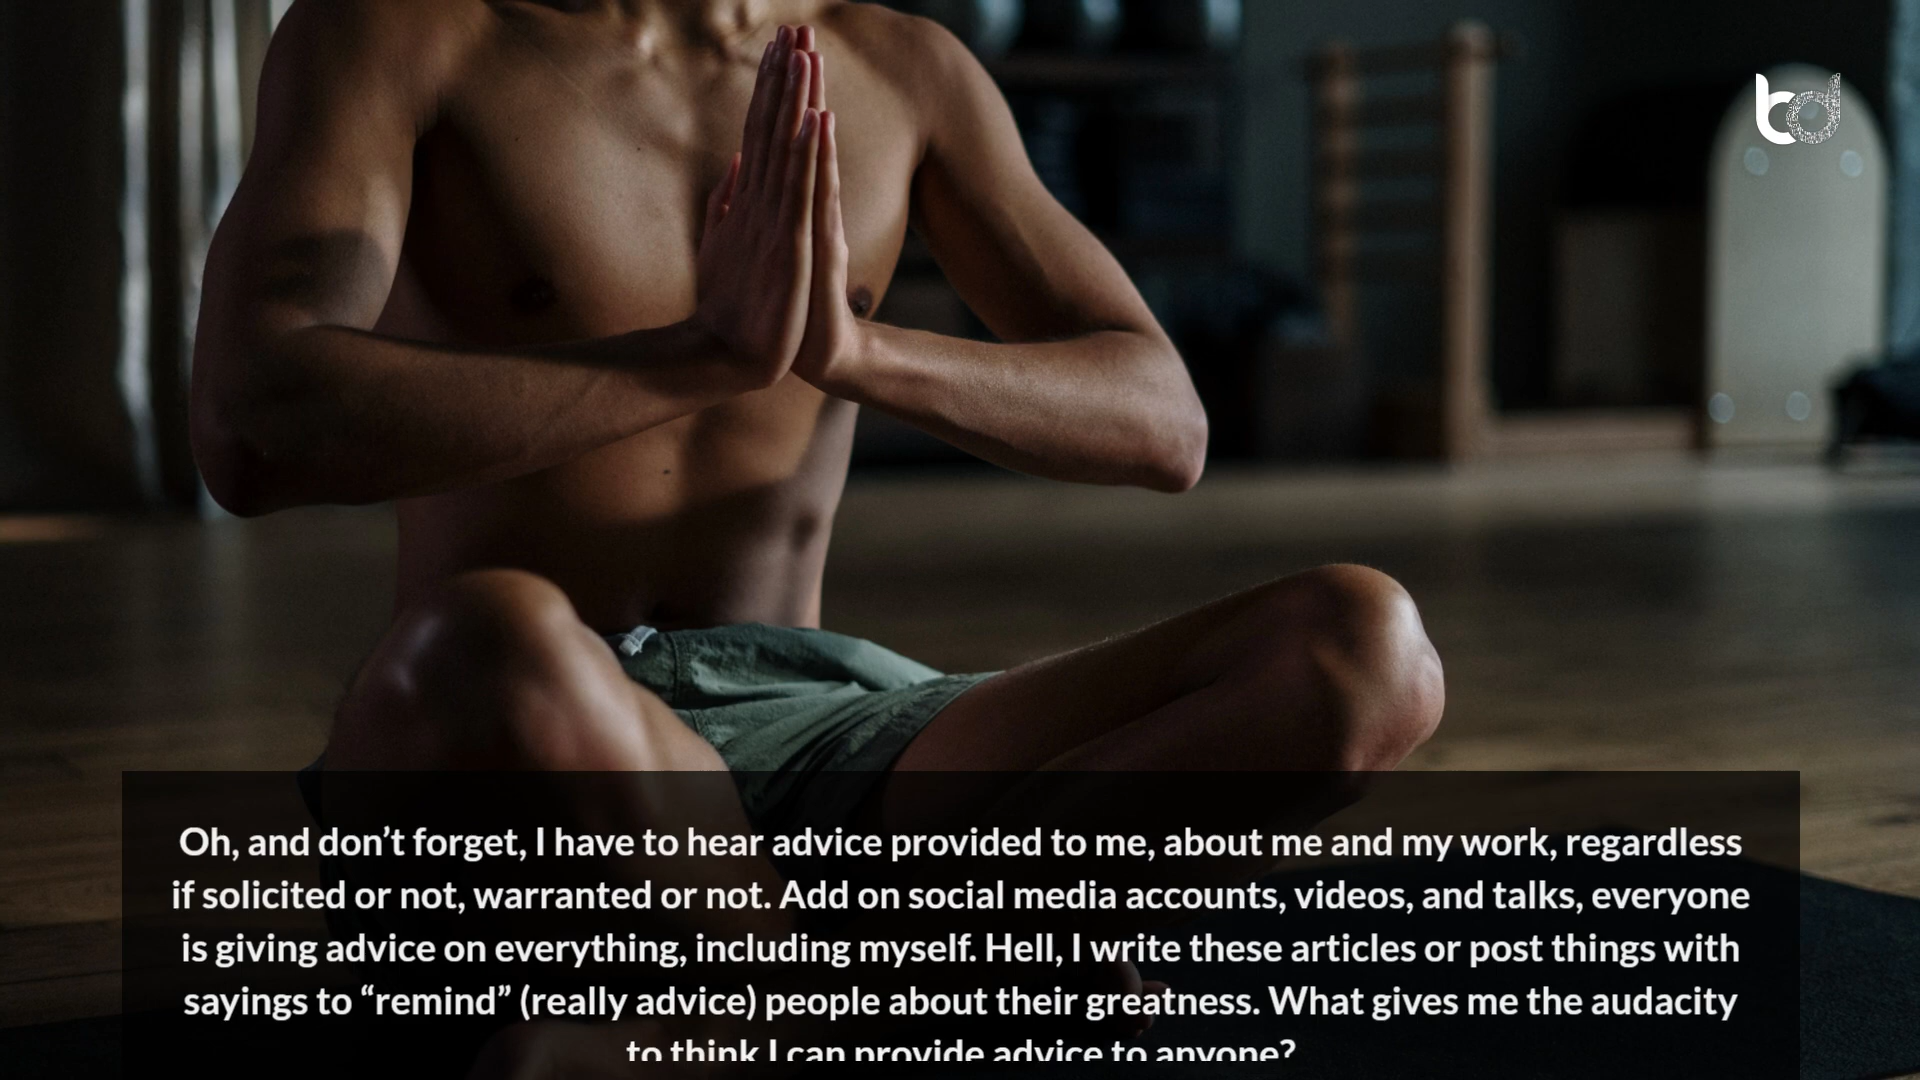 bd
Oh, and don’t forget, I have to hear advice provided to me, about me and my work, regardless
if solicited or not, warranted or not. Add on social media accounts, videos, and talks, everyone
is giving advice on everything, including myself. Hell, I write these articles or post things with
sayings to “remind” (really advice) people about their greatness. What gives me the audacity
to think I can provide advice to anyone?